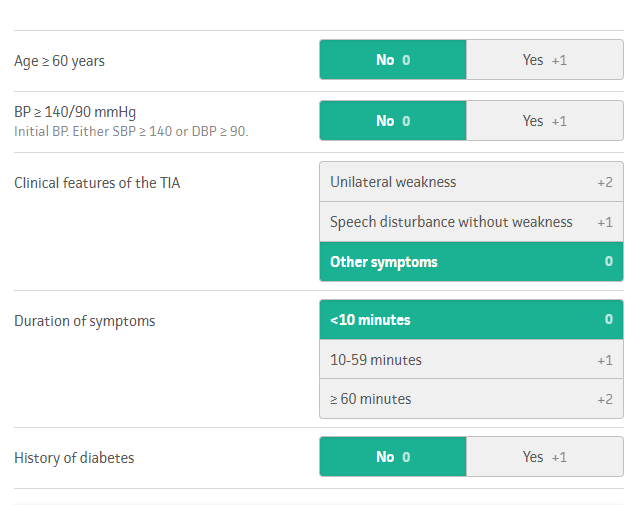 Age ≥ 60 years
No 0
Yes +1
BP ≥ 140/90 mmHg
Initial BP. Either SBP ≥ 140 or DBP ≥ 90.
No 0
Yes +1
Clinical features of the TIA
Unilateral weakness +2
Speech disturbance without weakness +1
Other symptoms 0
Duration of symptoms
<10 minutes 0
10-59 minutes +1
≥ 60 minutes +2
History of diabetes
No 0
Yes +1